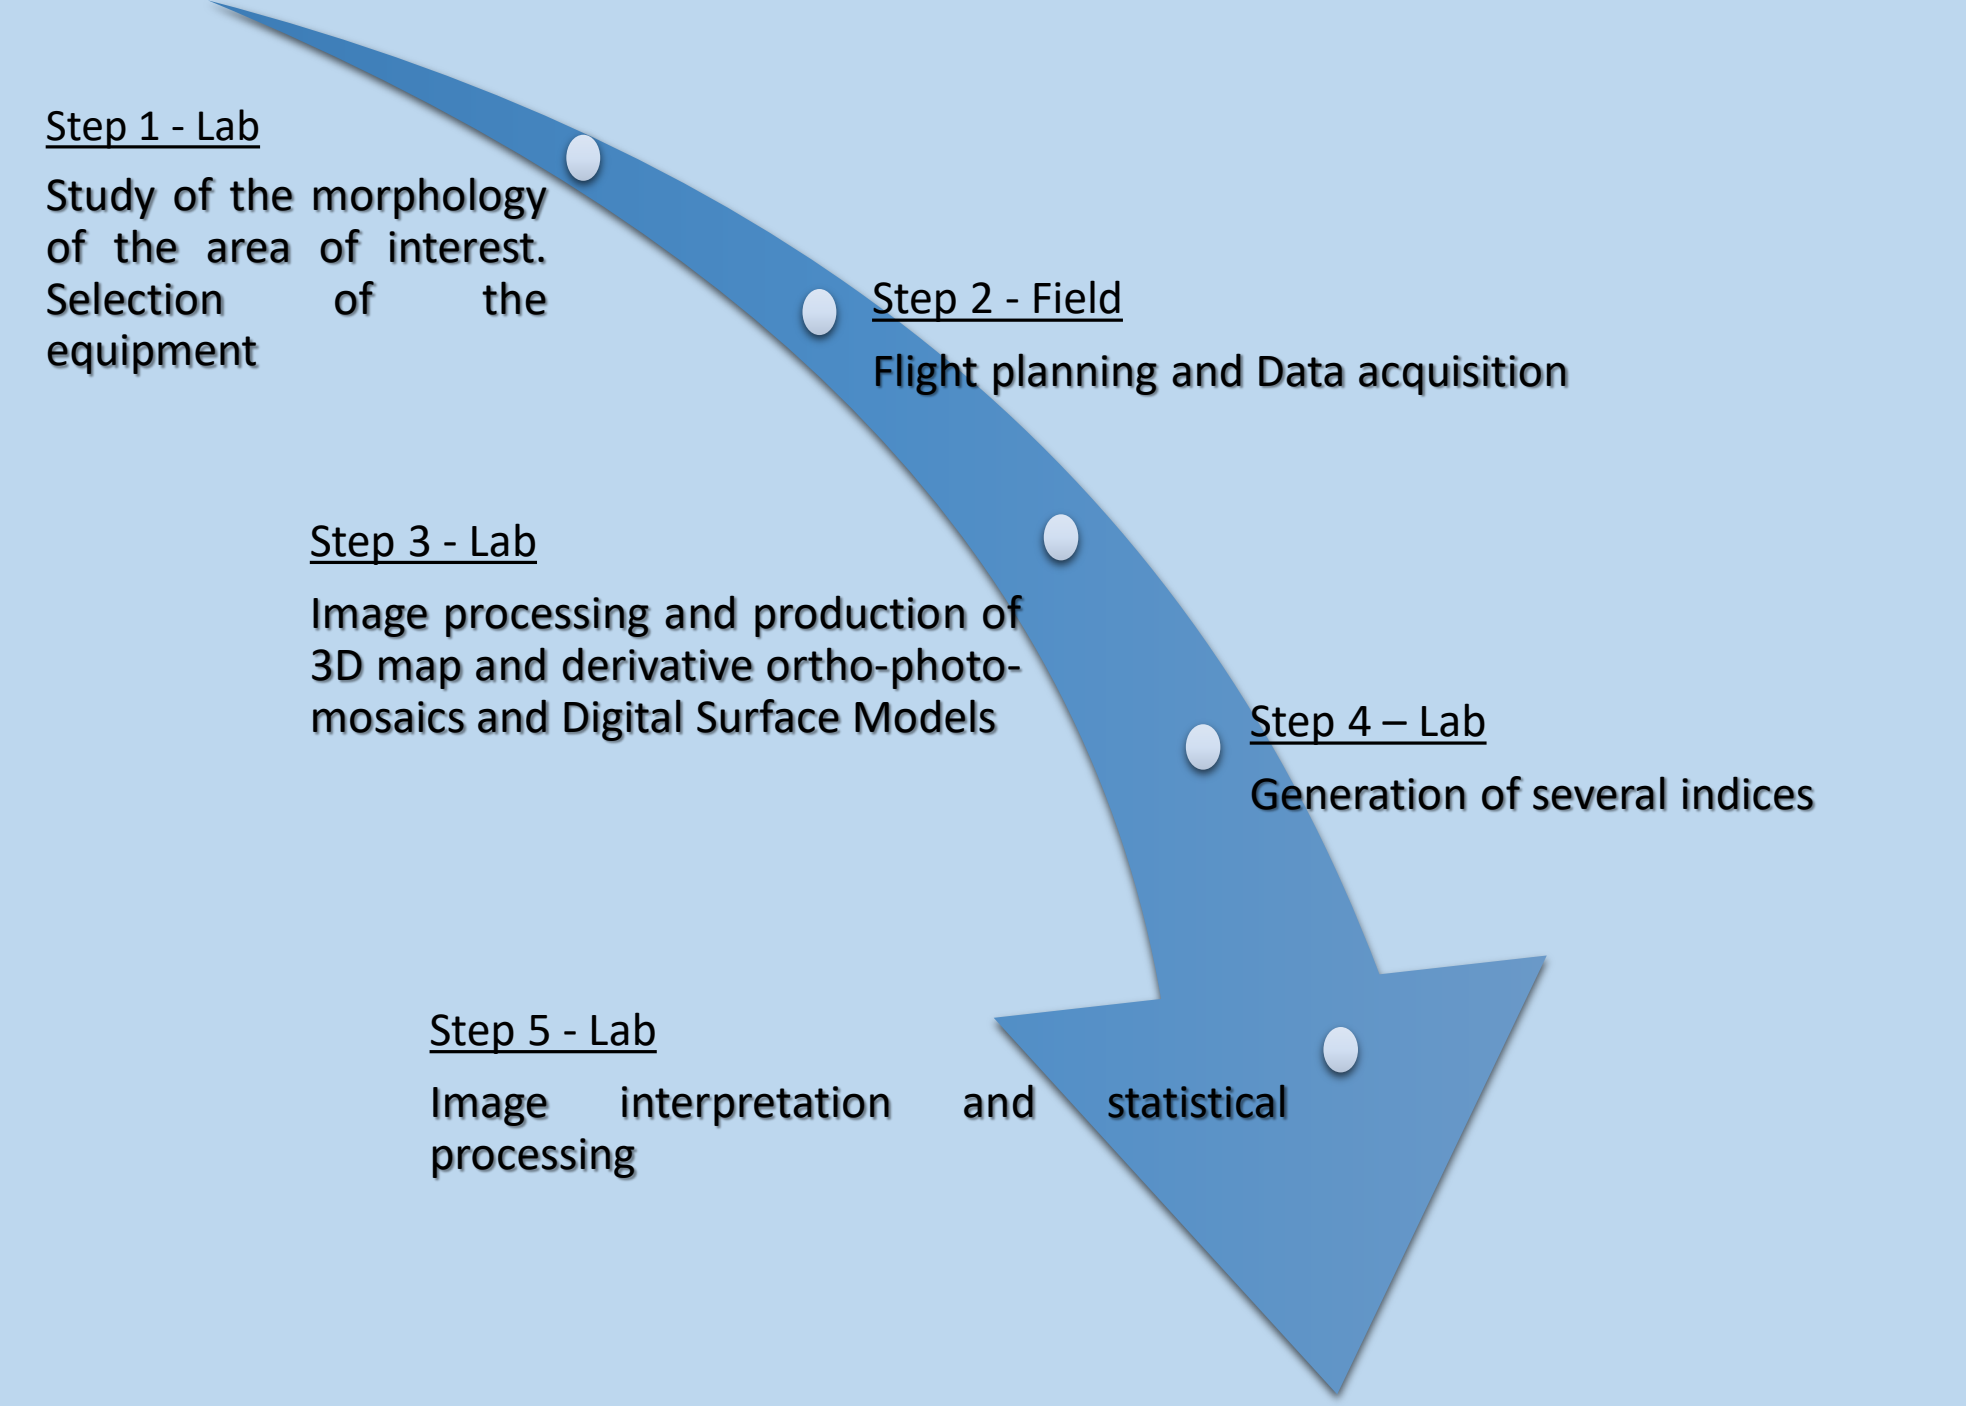 Step 1 - Lab
Study of the morphology
of the area of interest.
Selection of the
equipment
Step 2 - Field
Flight planning and Data acquisition
Step 3 - Lab
Image processing and production of
3D map and derivative ortho-photo-
mosaics and Digital Surface Models
Step 4 – Lab
Generation of several indices
Step 5 - Lab
Image interpretation and statistical
processing